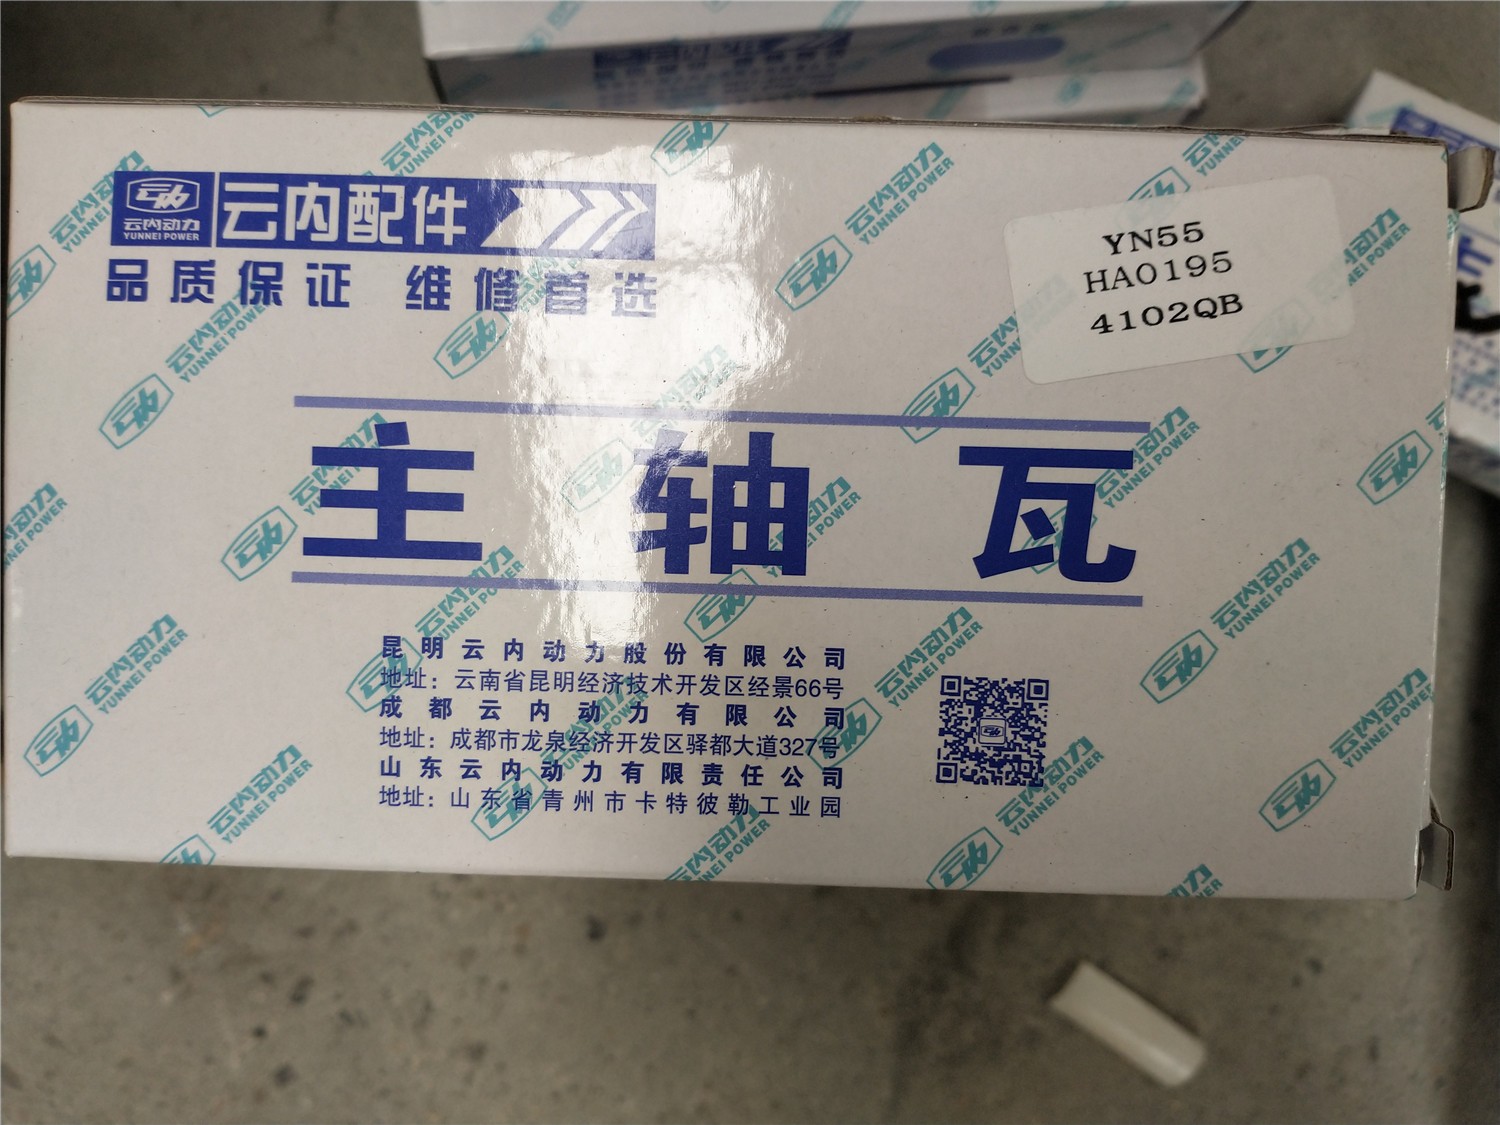 云内动力
YUNNEI POWER
云内配件
品质保证 维修首选
YN55
HA0195
4102QB
主轴瓦
昆明云内动力股份有限公司
地址：云南省昆明经济技术开发区经景66号
成都云内动力有限公司
地址：成都市龙泉经济开发区驿都大道327号
山东云内动力有限责任公司
地址：山东省青州市卡特彼勒工业园